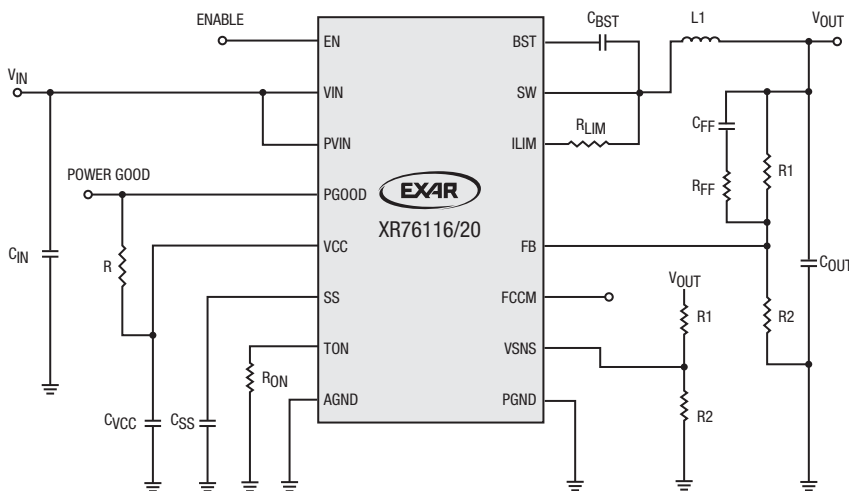 ENABLE
EN
BST
CBST
L1
VOUT
VIN
VIN
SW
PVIN
ILIM
RLIM
CFF
R1
RFF
POWER GOOD
PGOOD
EXAR
XR76116/20
CIN
R
VCC
FB
COUT
SS
FCCM
VOUT
R1
R2
TON
RON
VSNS
AGND
PGND
R2
CVCC
CSS